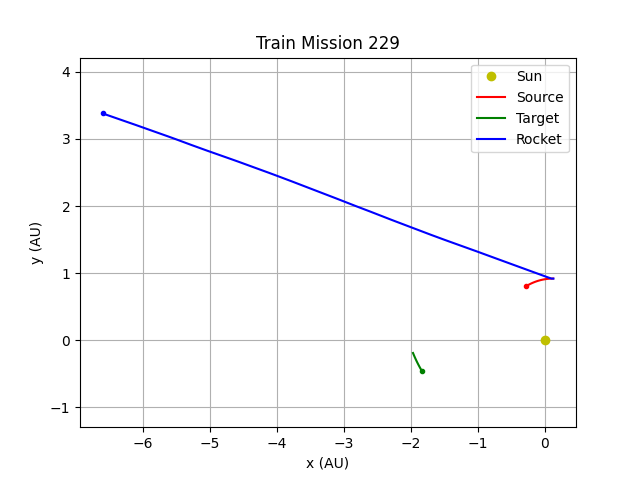 Train Mission 229
Sun
Source
Target
Rocket
4
3
2
1
0
−1
y (AU)
−6
−5
−4
−3
−2
−1
0
x (AU)